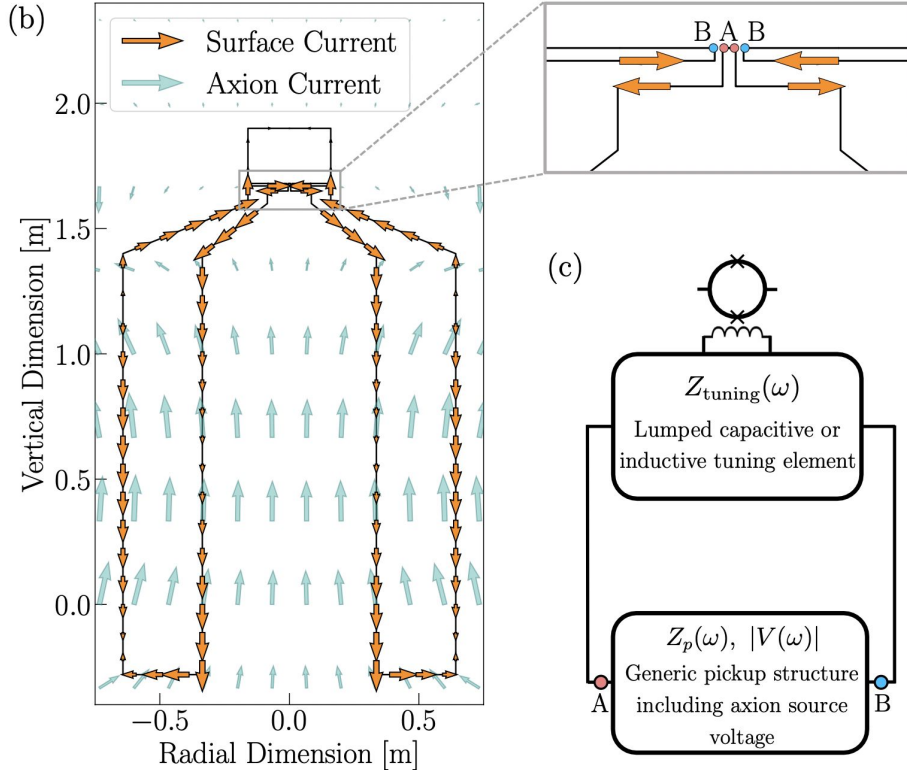 (b)
Surface Current
Axion Current
B A B
2.0
1.5
1.0
0.5
0.0
Vertical Dimension [m]
−0.5 0.0 0.5
Radial Dimension [m]
(c)
Z_tuning(ω)
Lumped capacitive or
inductive tuning element
Z_p(ω), |V(ω)|
Generic pickup structure
including axion source
voltage
A
B